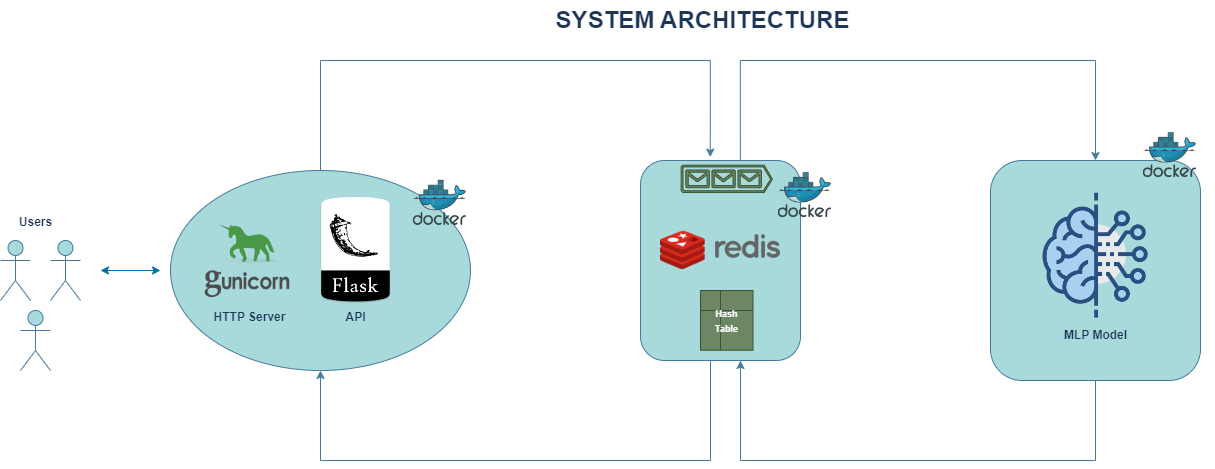 SYSTEM ARCHITECTURE
Users
gunicorn
HTTP Server
Flask
API
docker
redis
Hash
Table
docker
MLP Model
docker